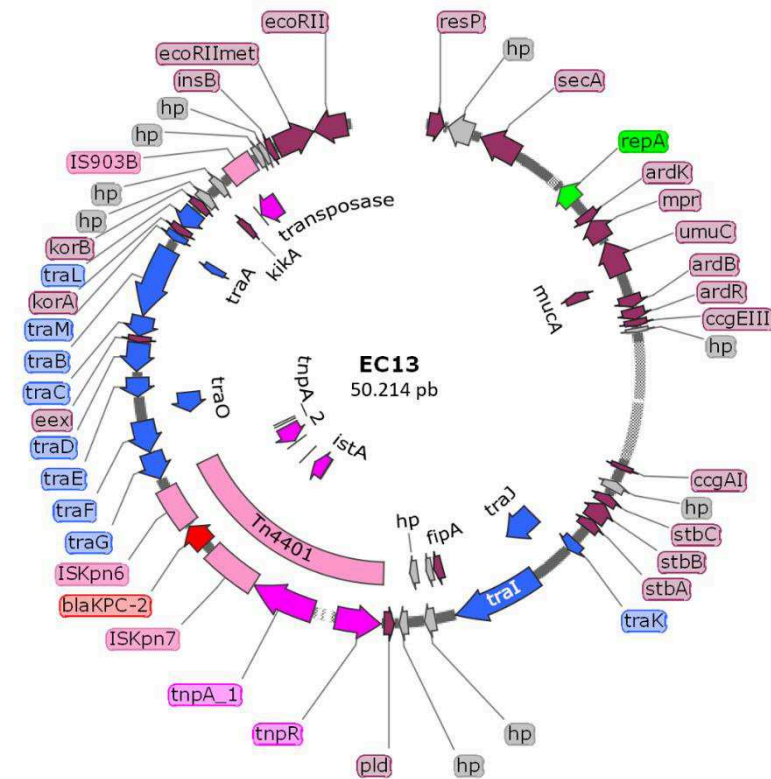 ecoRII
resP
hp
secA
repA
ardK
mpr
umuC
ardB
ardR
ccgEIII
hp
mucA
ccgAI
hp
stbC
stbB
stbA
traK
traJ
traI
hp
fipA
hp
hp
pld
tnpR
tnpA_1
Tn4401
ISKpn7
blaKPC-2
ISKpn6
traG
traF
traE
traD
eex
traC
traB
traM
korA
traL
korB
hp
hp
IS903B
hp
hp
insB
ecoRIImet
transposase
kikA
traA
traO
tnpA_2
istA
EC13
50.214 pb